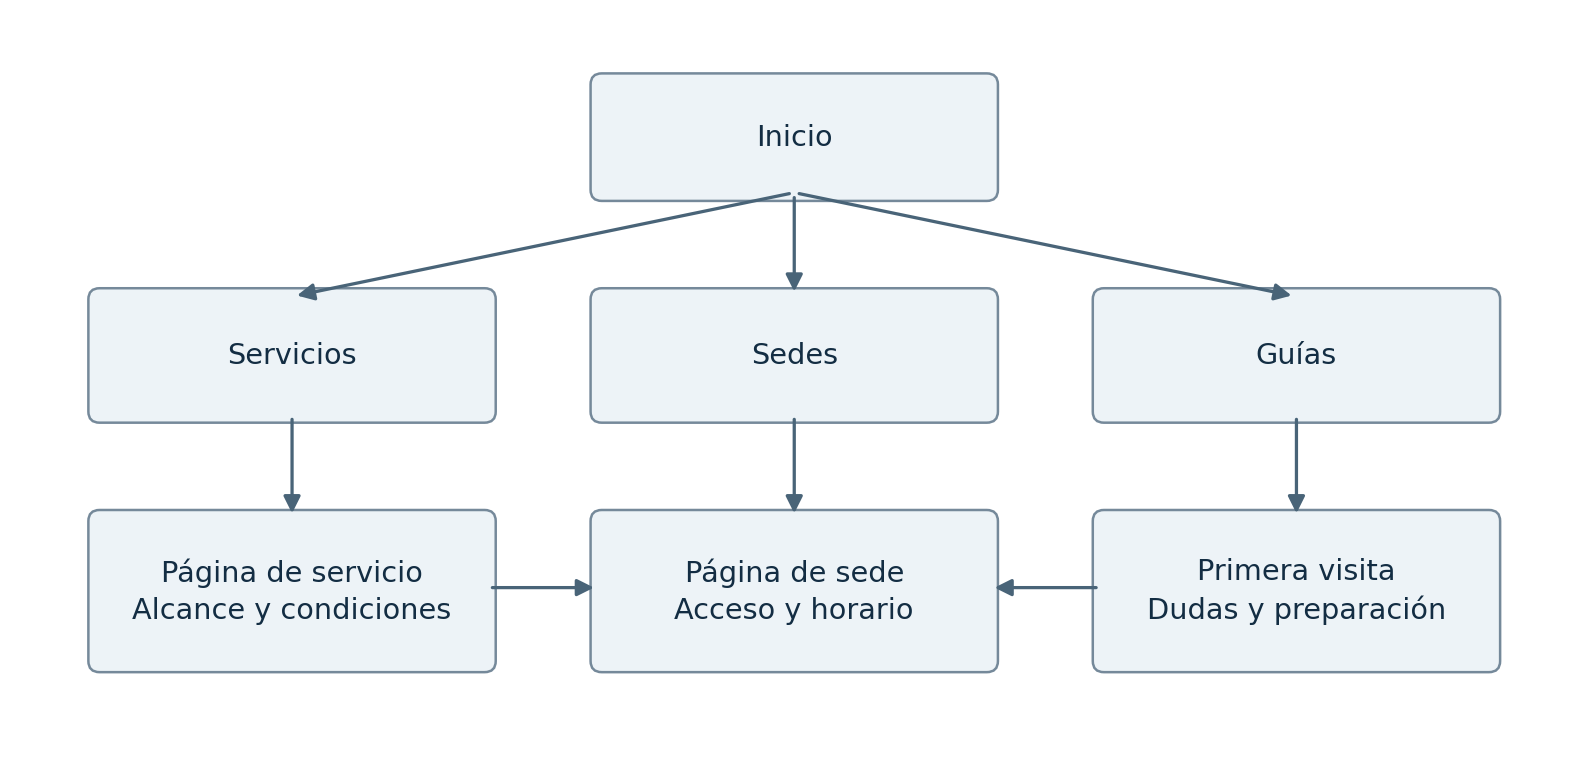 Inicio
Servicios
Sedes
Guías
Página de servicio
Alcance y condiciones
Página de sede
Acceso y horario
Primera visita
Dudas y preparación